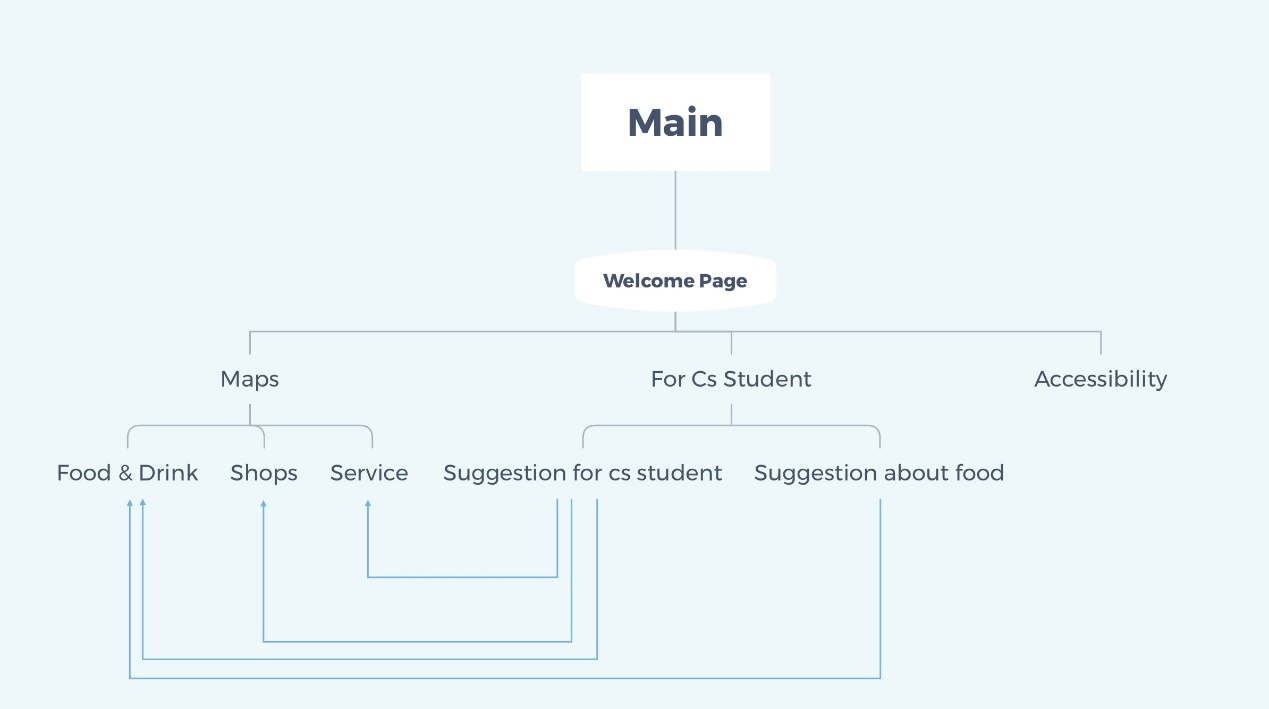 Main
Welcome Page
Maps
For Cs Student
Accessibility
Food & Drink
Shops
Service
Suggestion for cs student
Suggestion about food